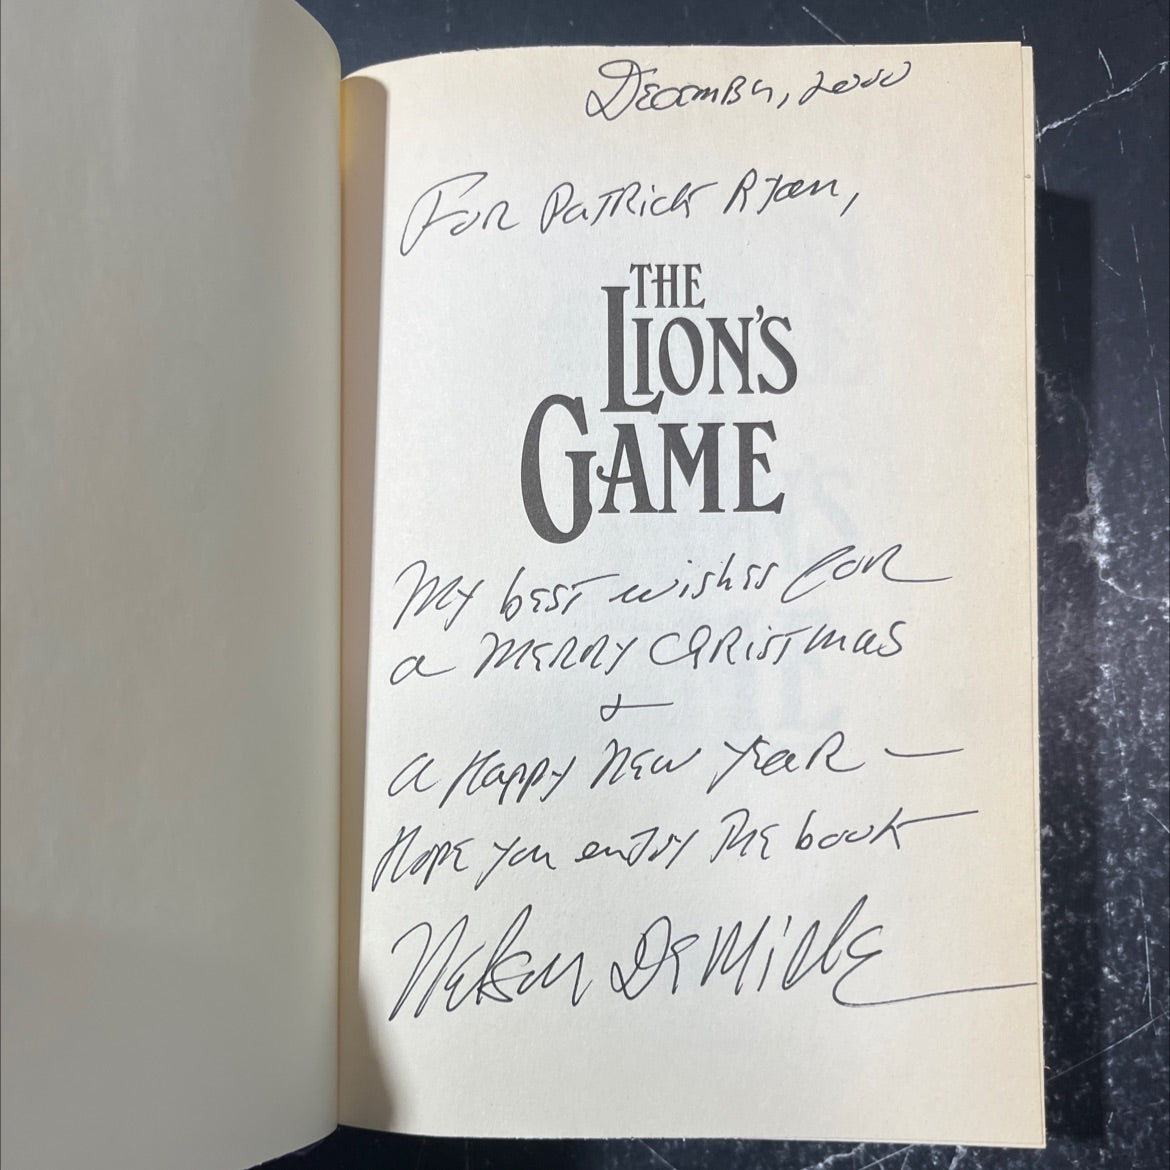 December, 2000
For Patrick Ryan,
THE
LION'S
GAME
My best wishes for
a Merry Christmas
&
a Happy New Year —
Hope you enjoy the book —
Nelson DeMille